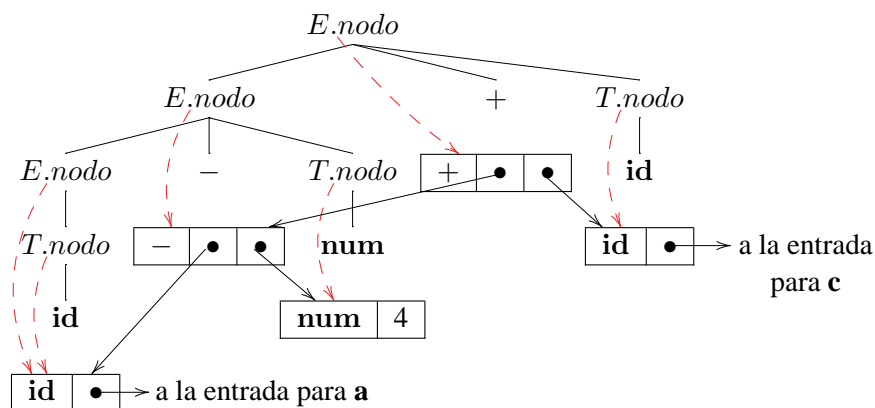 E.nodo
E.nodo + T.nodo
E.nodo − T.nodo + id
T.nodo − num id a la entrada
para c
id num 4
id a la entrada para a